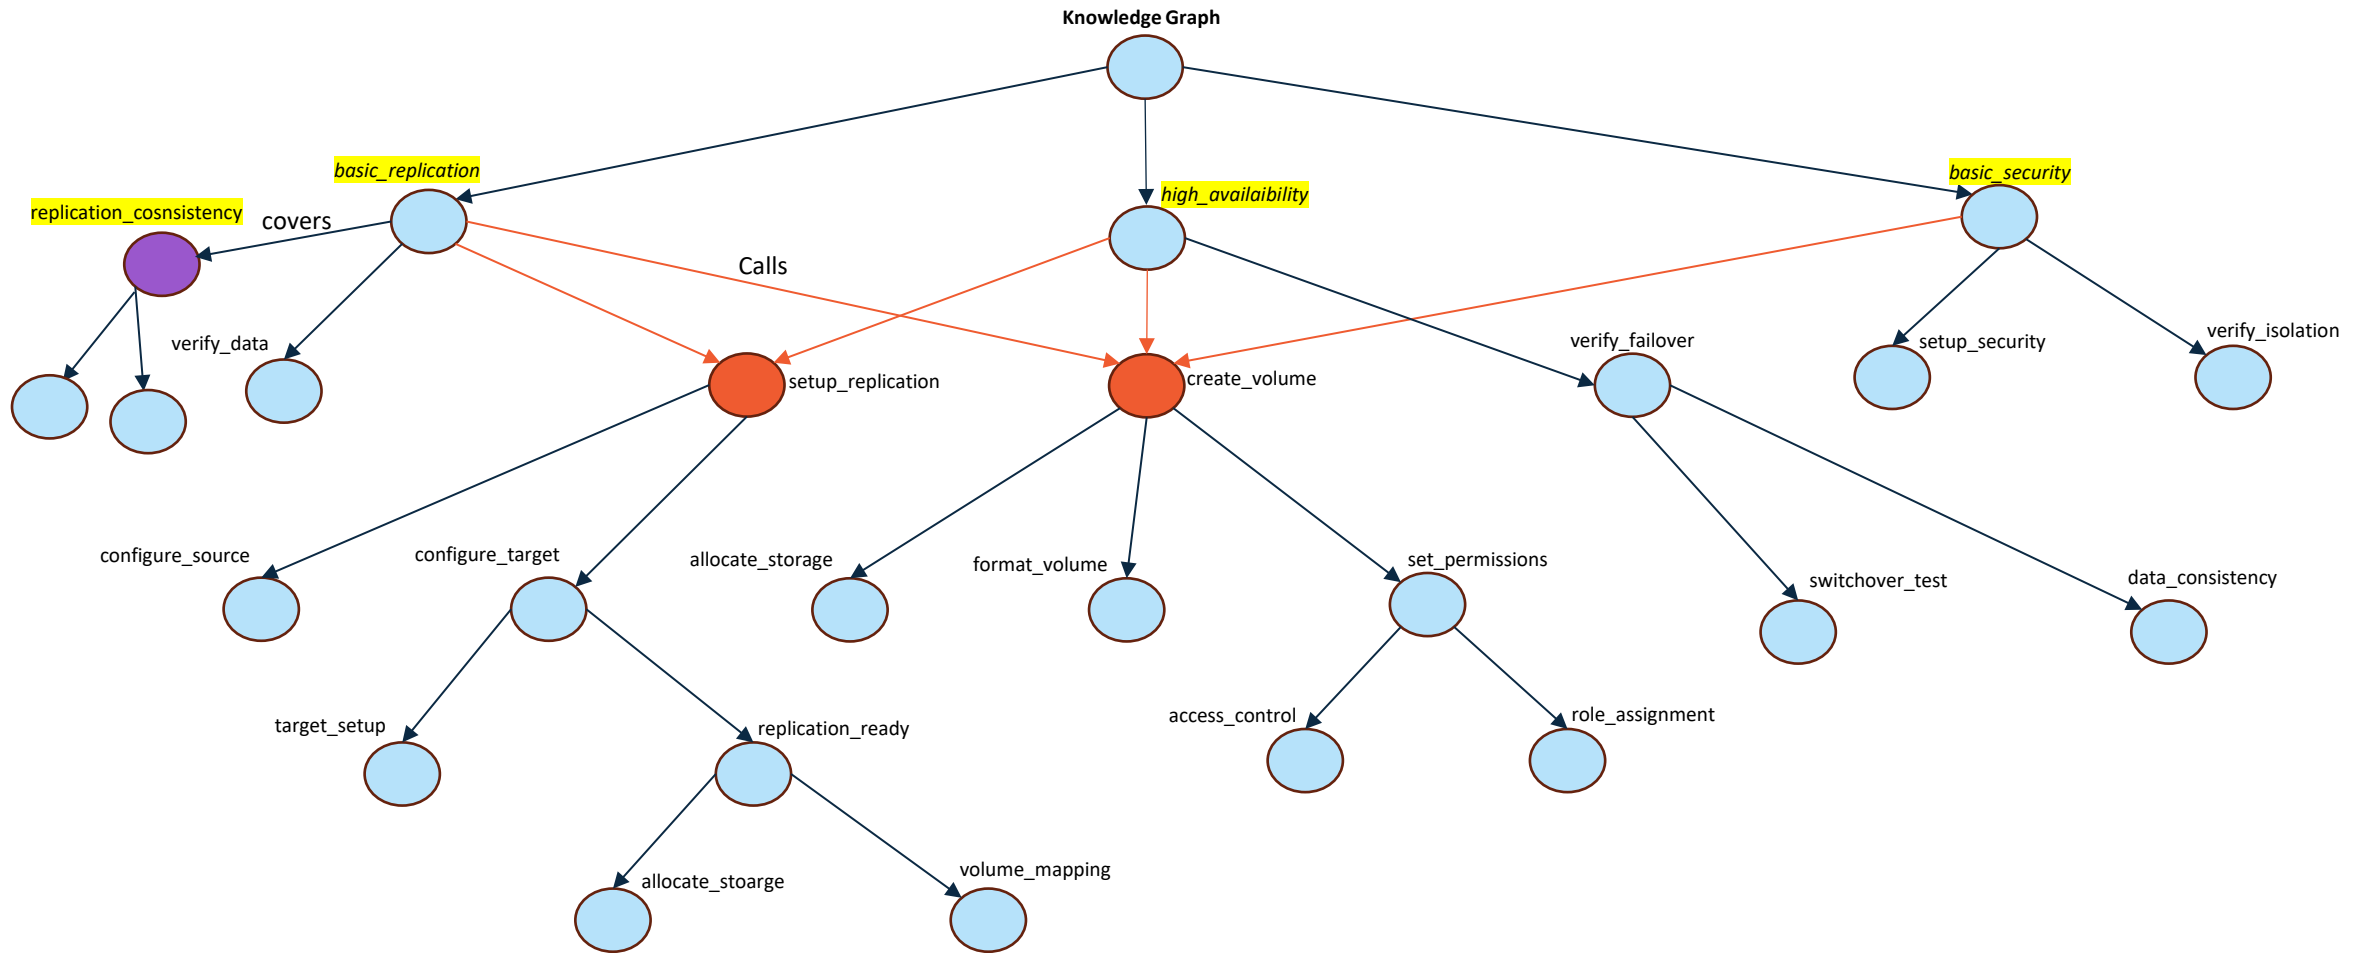 Knowledge Graph
basic_replication
basic_security
high_availaibility
replication_cosnsistency
covers
Calls
verify_data
verify_failover
setup_security
verify_isolation
setup_replication
create_volume
configure_source
configure_target
allocate_storage
format_volume
set_permissions
switchover_test
data_consistency
target_setup
replication_ready
access_control
role_assignment
allocate_stoarge
volume_mapping